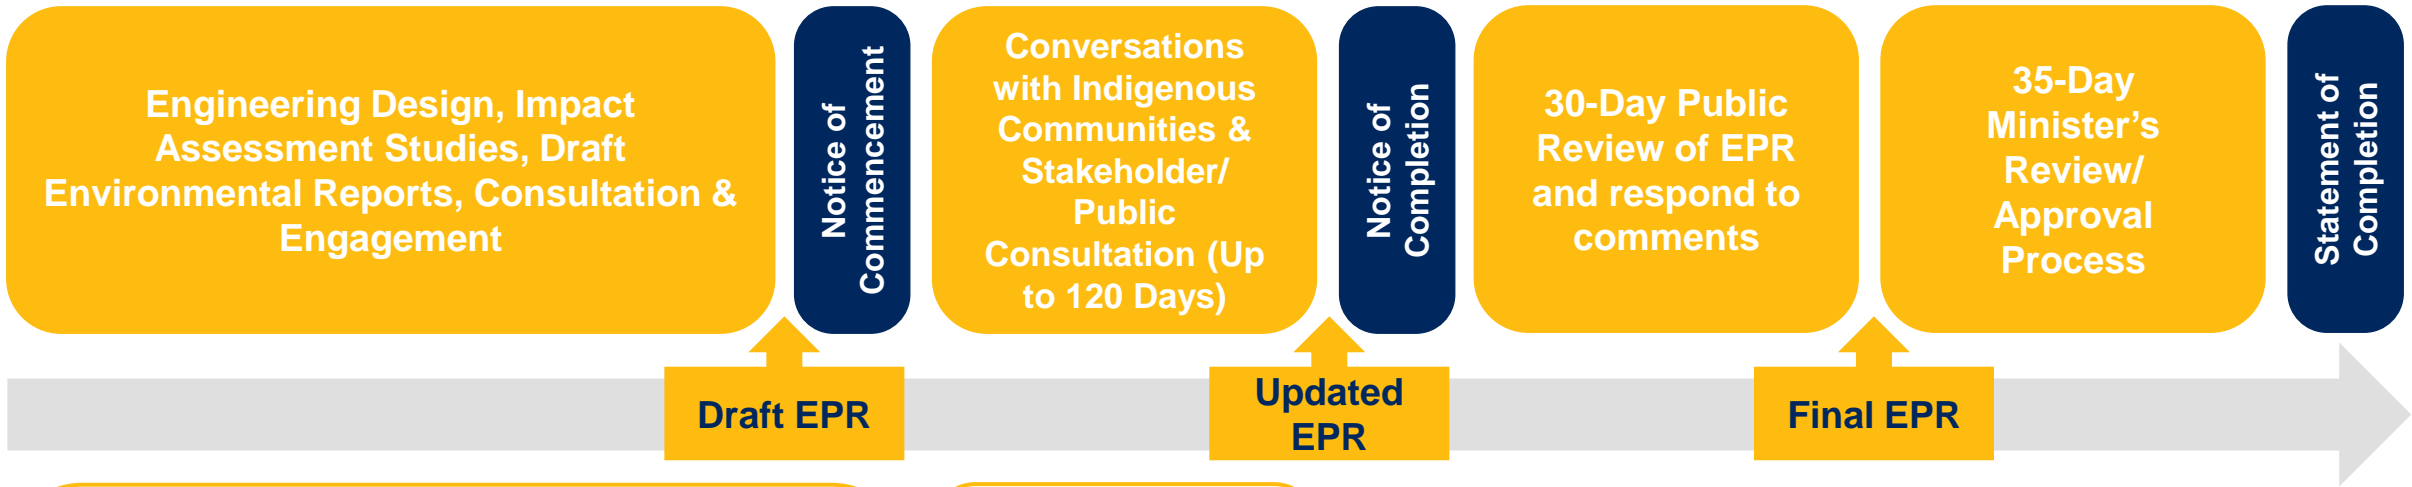 Engineering Design, Impact
Assessment Studies, Draft
Environmental Reports, Consultation &
Engagement
Notice of
Commencement
Conversations
with Indigenous
Communities &
Stakeholder/
Public
Consultation (Up
to 120 Days)
Notice of
Completion
30-Day Public
Review of EPR
and respond to
comments
35-Day
Minister’s
Review/
Approval
Process
Statement of
Completion
Draft EPR
Updated
EPR
Final EPR